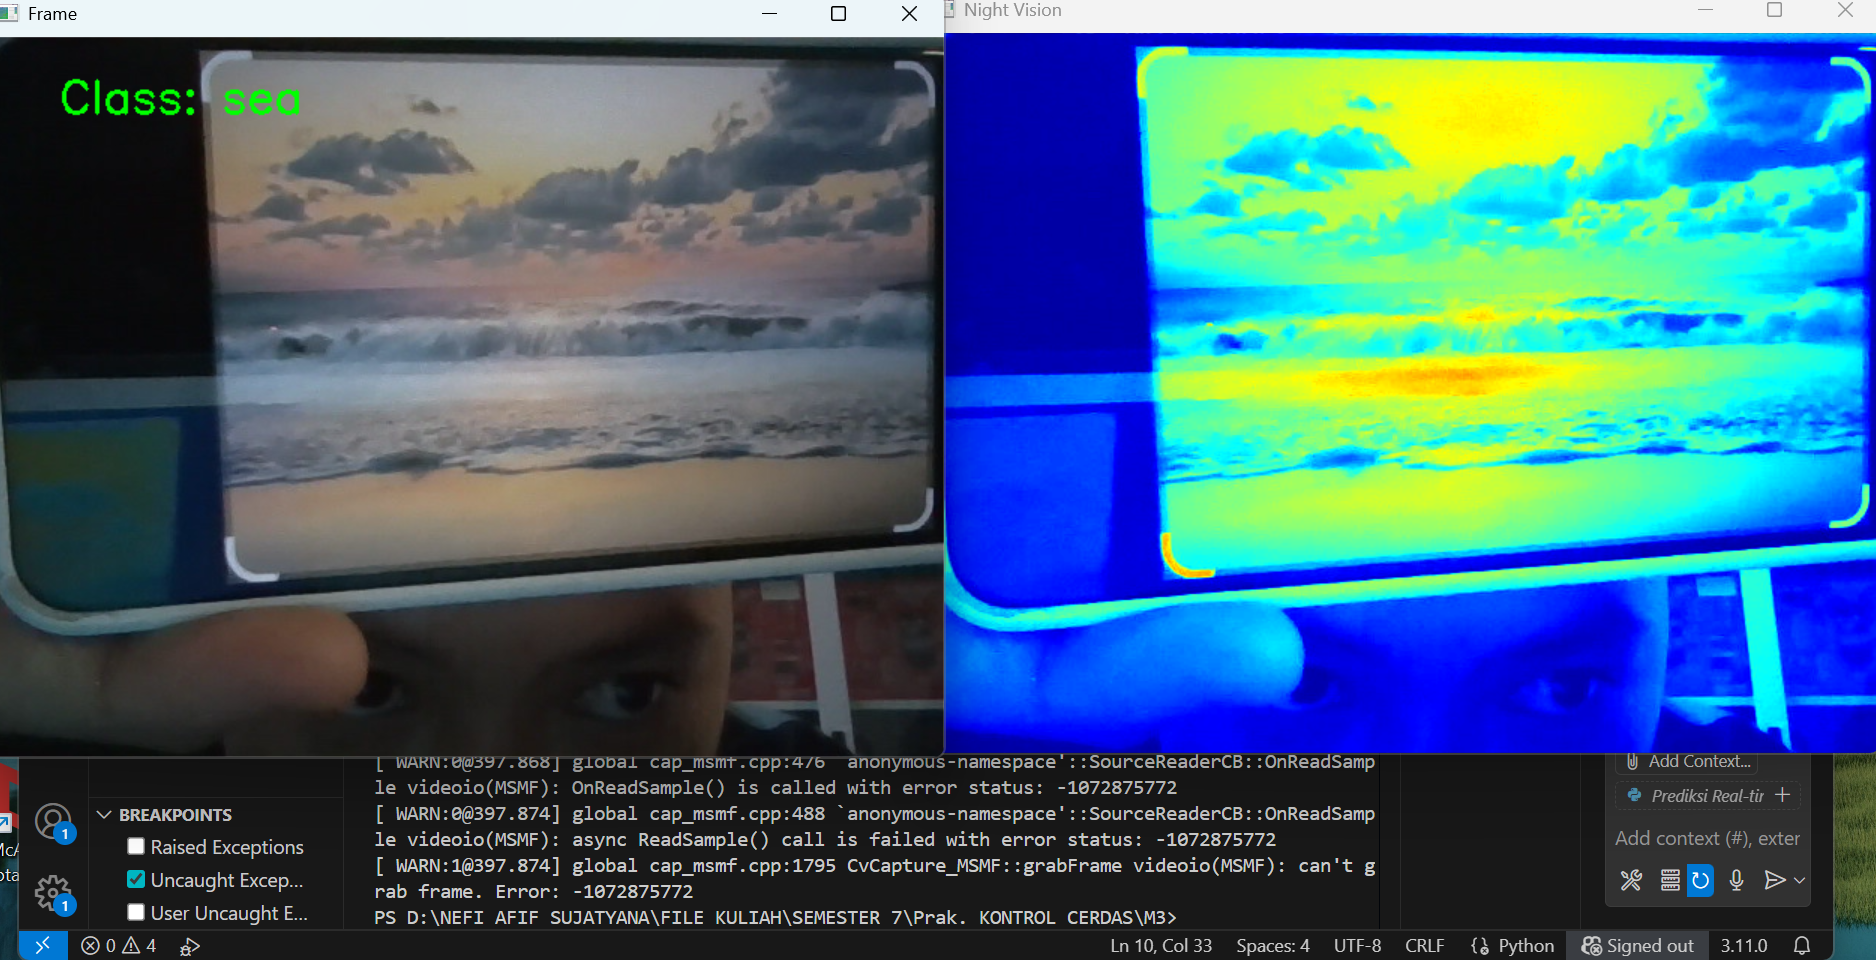 Frame
Night Vision
Class: sea
BREAKPOINTS
Raised Exceptions
Uncaught Excep...
User Uncaught E...
[ WARN:0@397.868] global cap_msmf.cpp:476 `anonymous-namespace'::SourceReaderCB::OnReadSamp
le videoio(MSMF): OnReadSample() is called with error status: -1072875772
[ WARN:0@397.874] global cap_msmf.cpp:488 `anonymous-namespace'::SourceReaderCB::OnReadSamp
le videoio(MSMF): async ReadSample() call is failed with error status: -1072875772
[ WARN:1@397.874] global cap_msmf.cpp:1795 CvCapture_MSMF::grabFrame videoio(MSMF): can't g
rab frame. Error: -1072875772
PS D:\NEFI AFIF SUJATYANA\FILE KULIAH\SEMESTER 7\Prak. KONTROL CERDAS\M3>
Add Context...
Prediksi Real-tir
Add context (#), exter
1
1
0 4
Ln 10, Col 33
Spaces: 4
UTF-8
CRLF
Python
Signed out
3.11.0